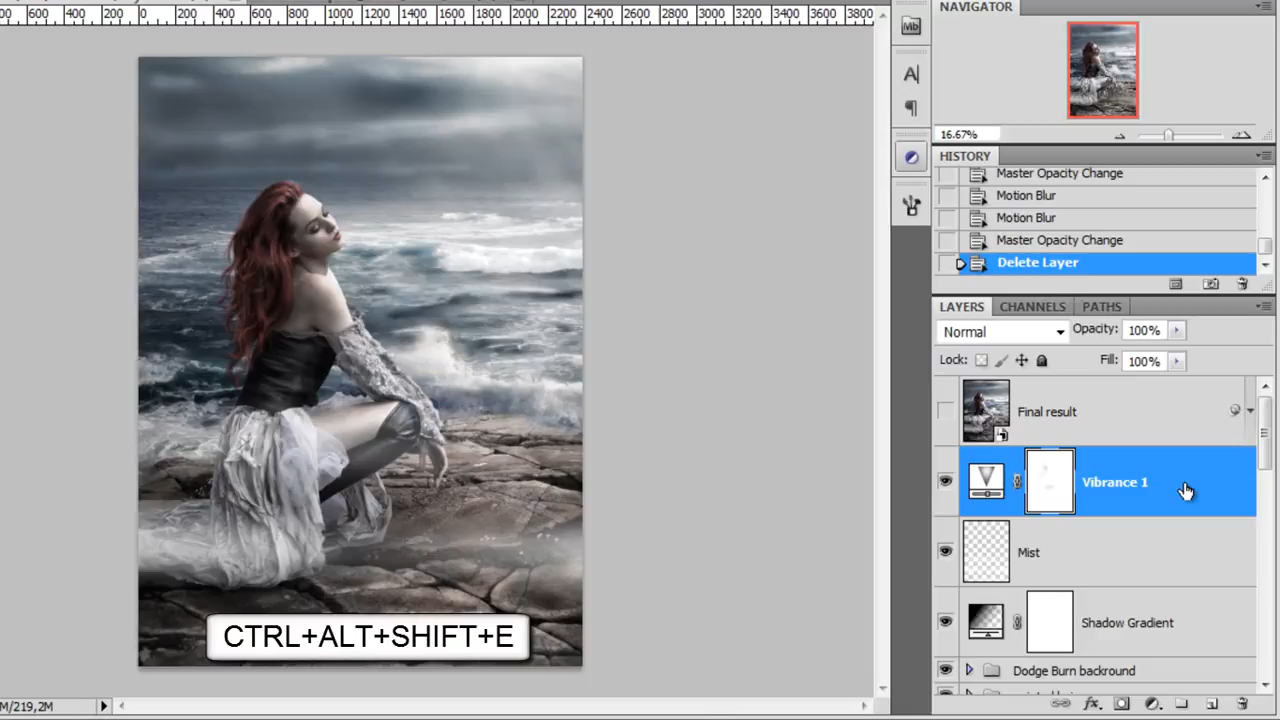 600 400 200 0 200 400 600 800 1000 1200 1400 1600 1800 2000 2200 2400 2600 2800 3000 3200 3400 3600 3800
Mb
A
¶
NAVIGATOR
16.67%
HISTORY
Master Opacity Change
Motion Blur
Motion Blur
Master Opacity Change
Delete Layer
LAYERS CHANNELS PATHS
Normal Opacity: 100%
Lock: Fill: 100%
Final result
Vibrance 1
Mist
Shadow Gradient
Dodge Burn backround
fx
CTRL+ALT+SHIFT+E
M/219,2M